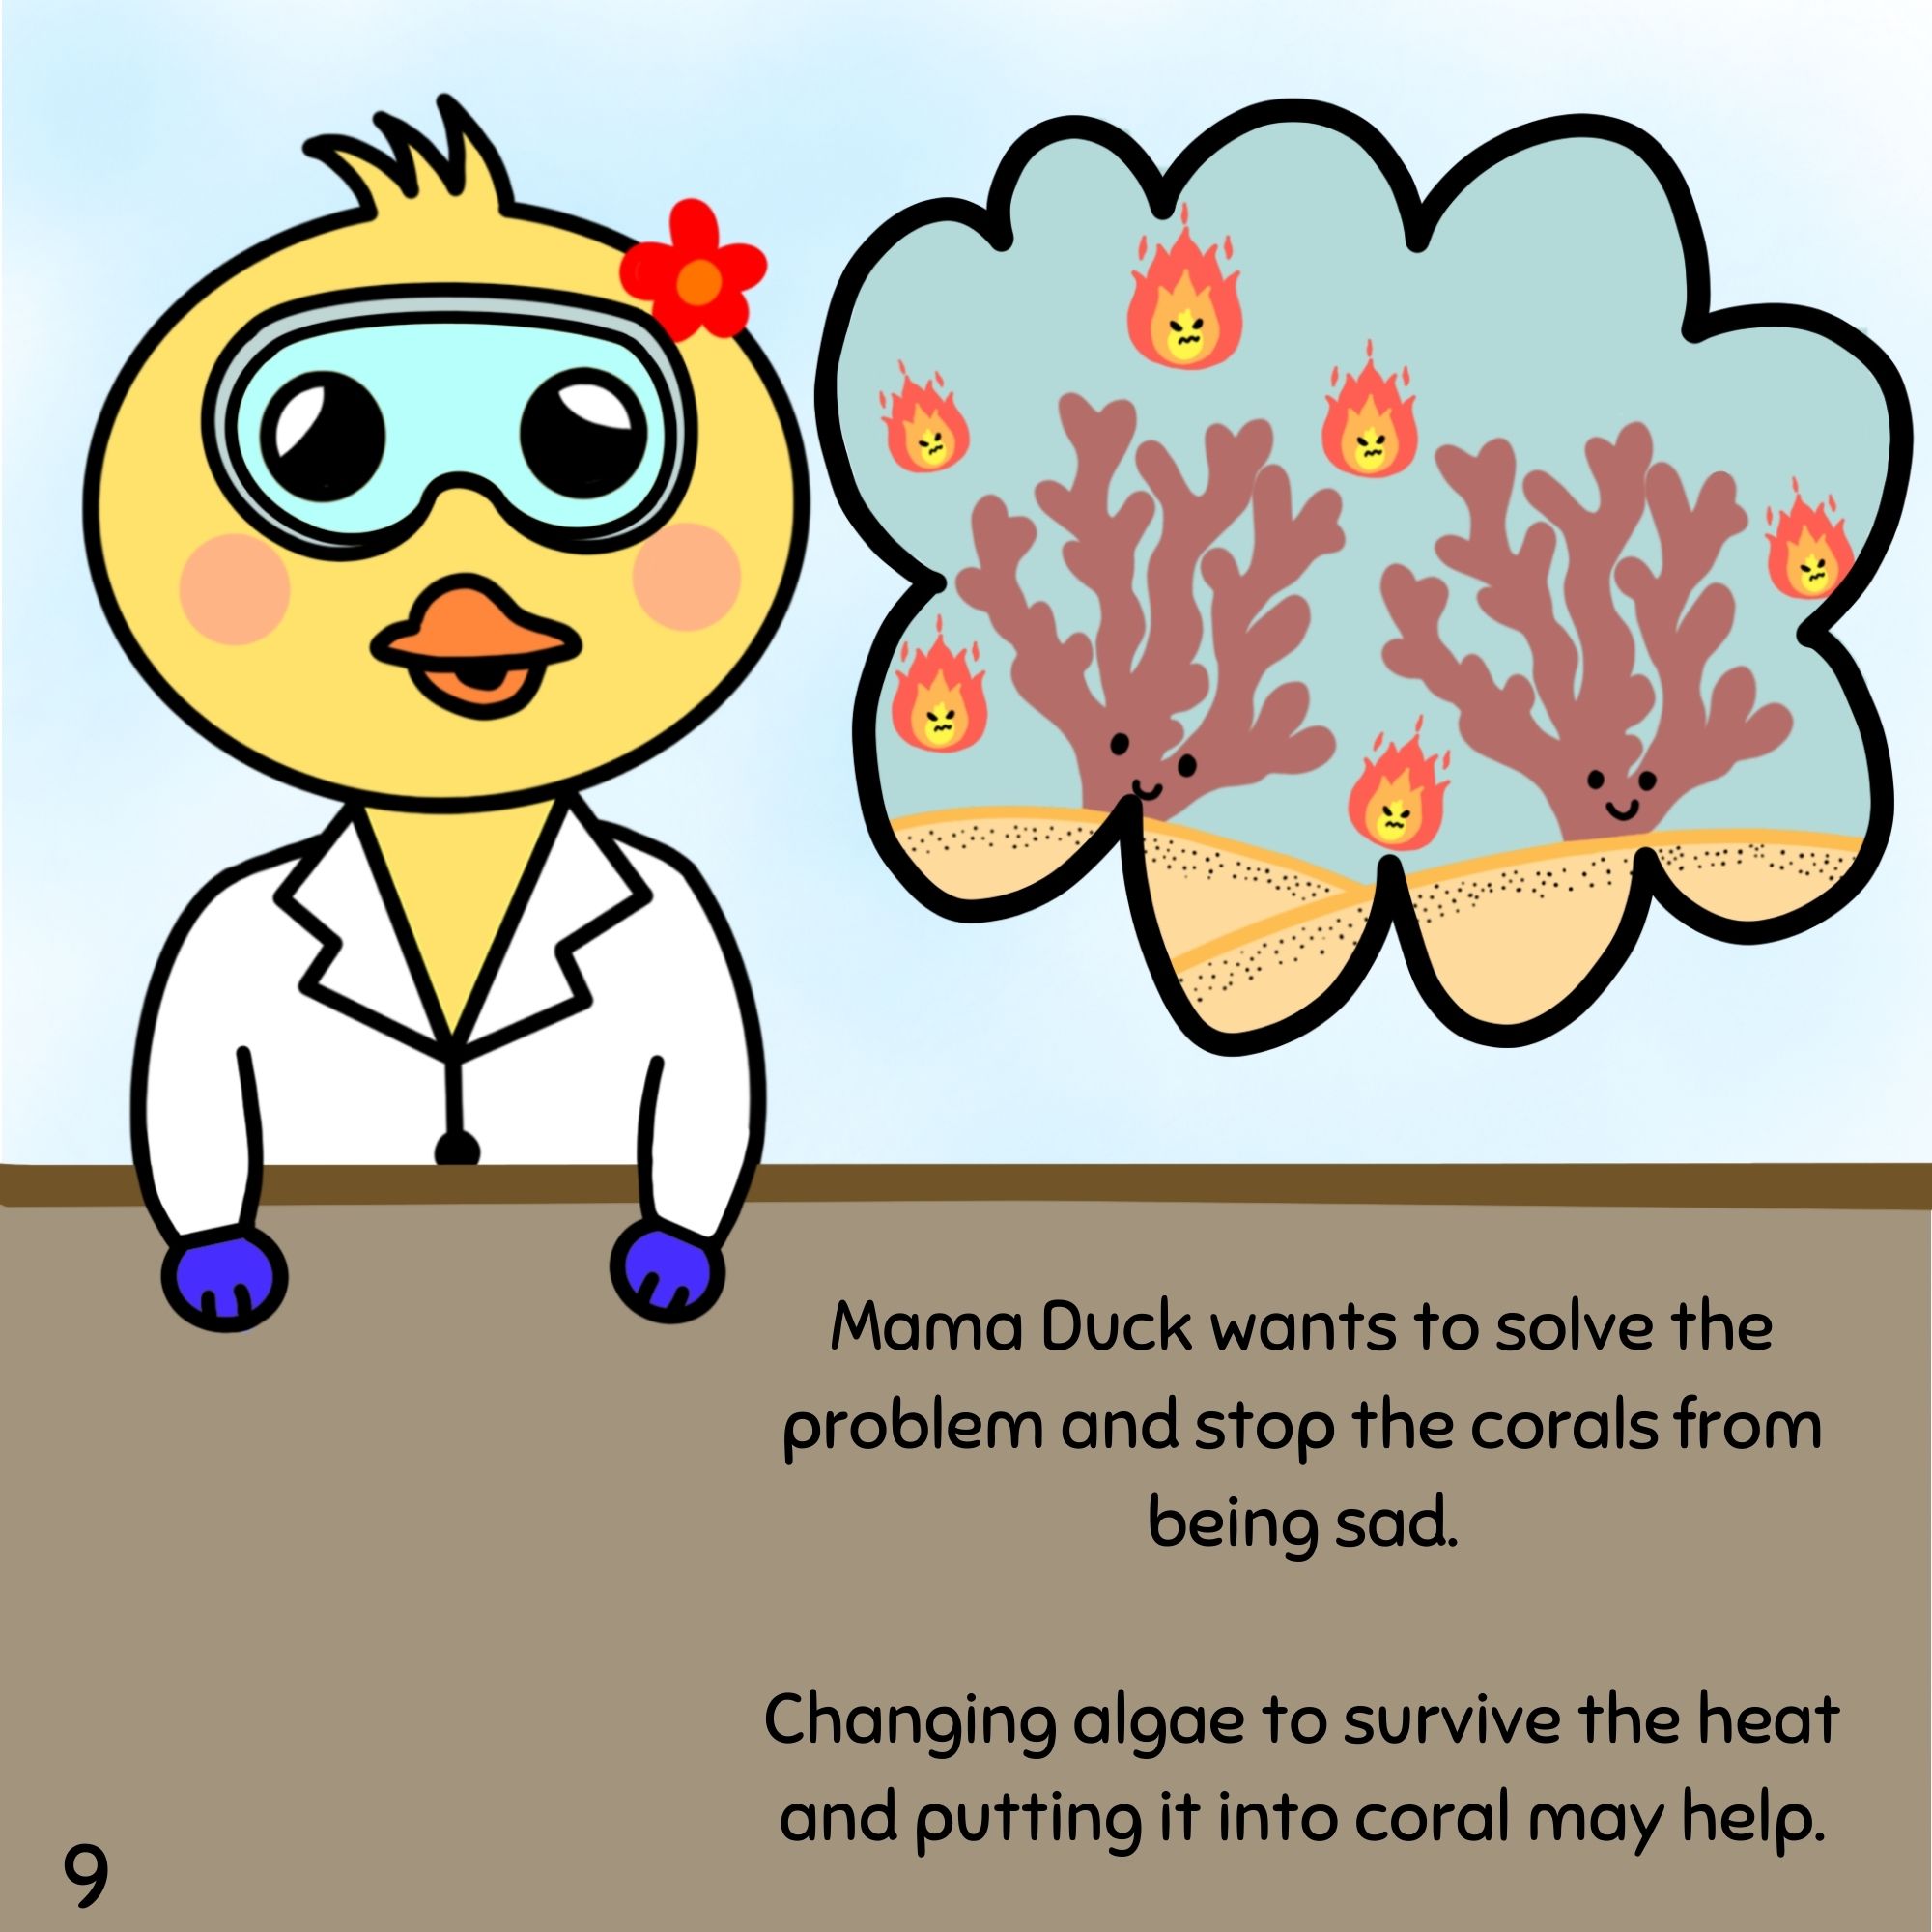 Mama Duck wants to solve the
problem and stop the corals from
being sad.
Changing algae to survive the heat
and putting it into coral may help.
9